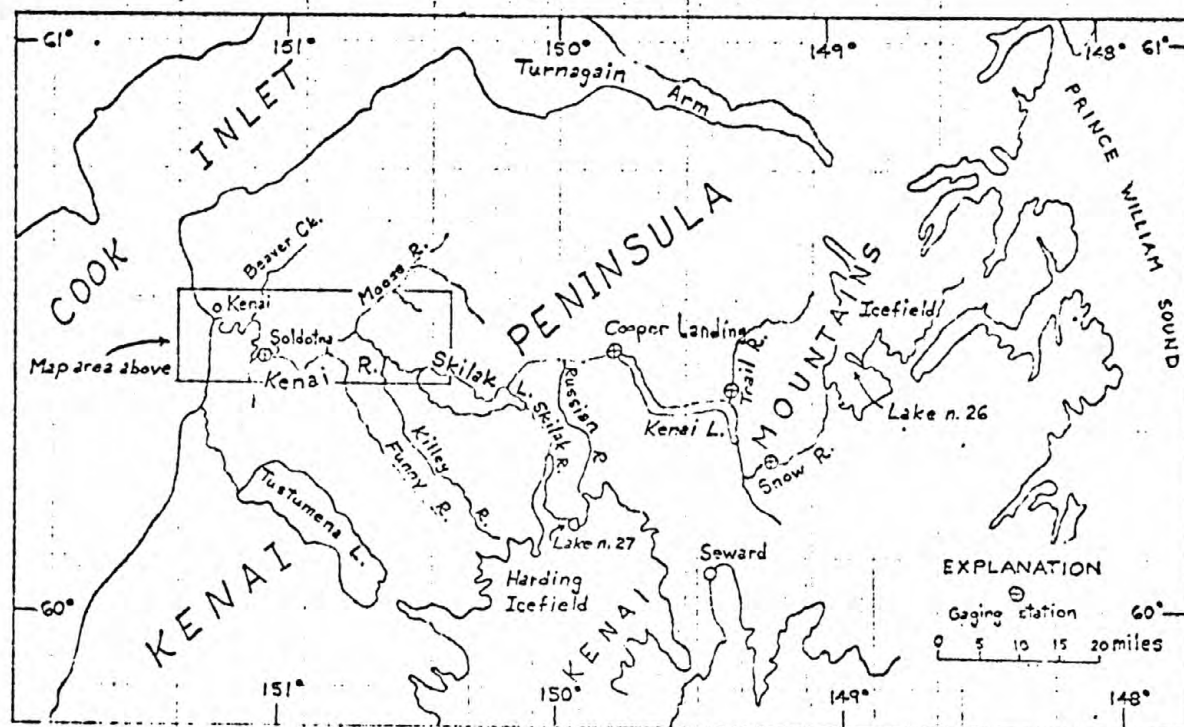 61°
151°
150°
149°
148°
61°
Turnagain
Arm
COOK INLET
PRINCE WILLIAM SOUND
Beaver Ck.
Moose R.
KENAI PENINSULA
Kenai
Soldotna
Cooper Landing
Icefield
Map area above
Kenai R.
Skilak L.
Trail R.
KENAI MOUNTAINS
Lake n. 26
Skilak R.
Russian R
Kenai L.
Snow R.
Killey R.
Funny R.
Tustumena L.
Lake n. 27
Harding
Icefield
Seward
EXPLANATION
Gaging station
0 5 10 15 20 miles
60°
60°
151°
150°
149°
148°